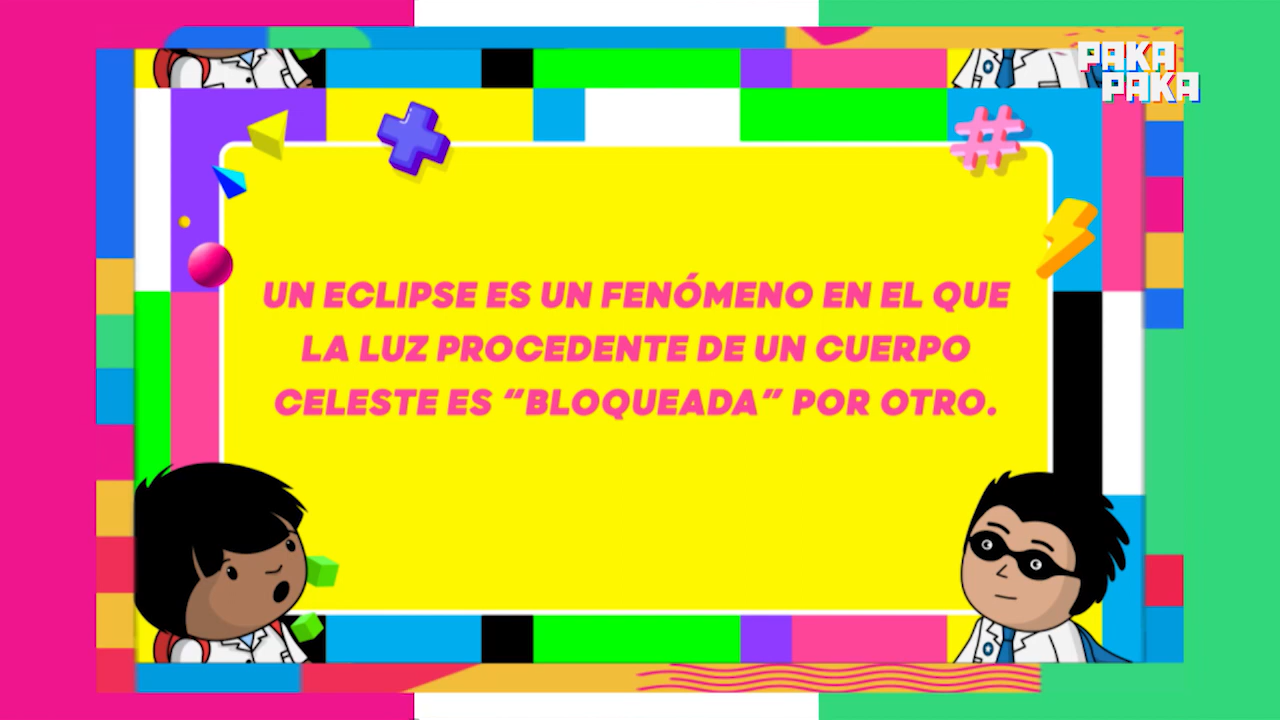 PAKA
PAKA
UN ECLIPSE ES UN FENÓMENO EN EL QUE
LA LUZ PROCEDENTE DE UN CUERPO
CELESTE ES “BLOQUEADA” POR OTRO.